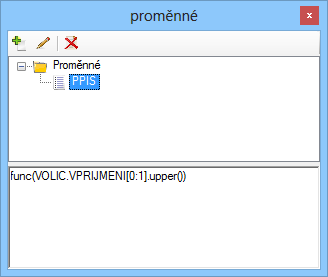 proměnné
x
Proměnné
PPIS
func(VOLIC.VPRIJMENI[0:1].upper())